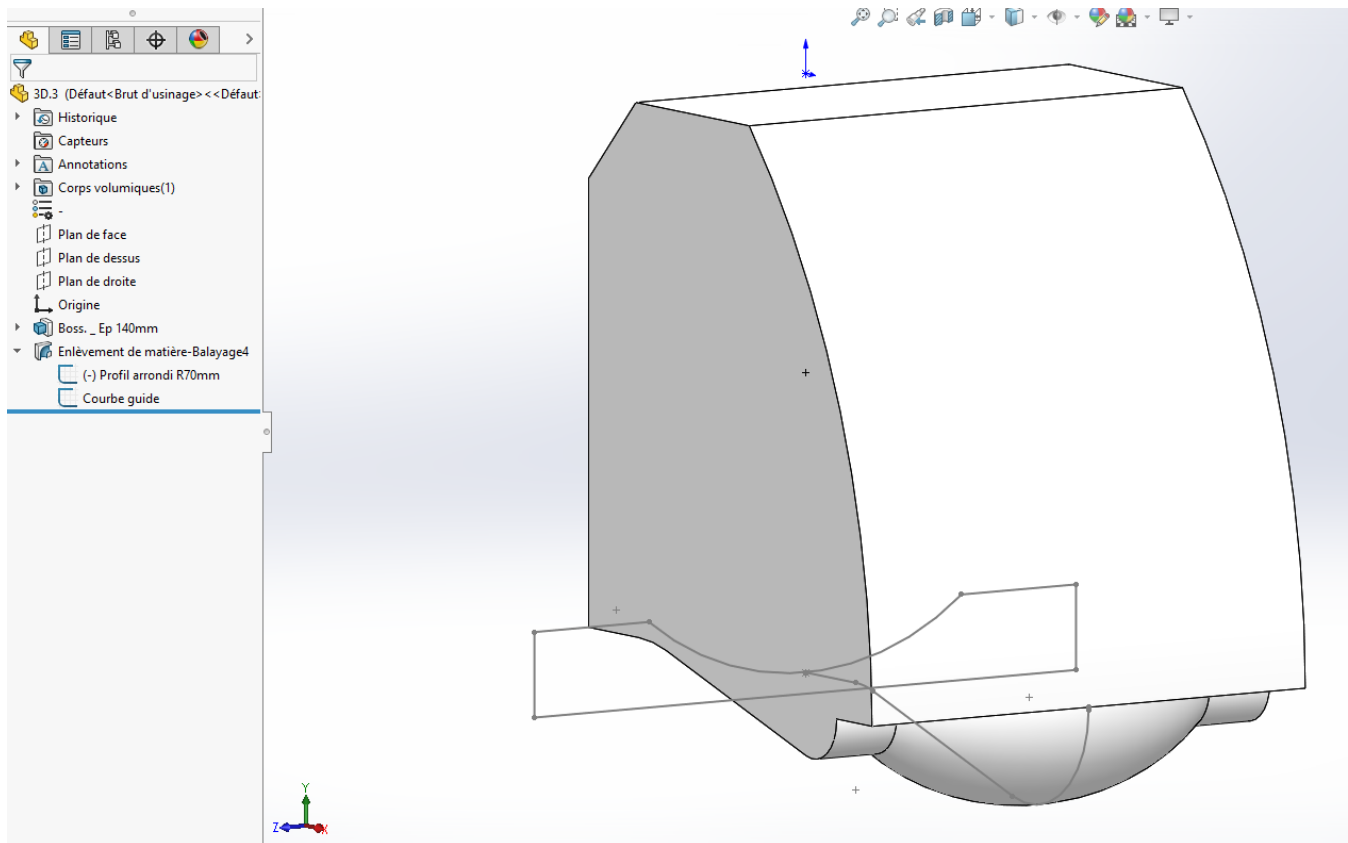 3D.3 (Défaut<Brut d'usinage><<Défaut:
Historique
Capteurs
A Annotations
Corps volumiques(1)
-
Plan de face
Plan de dessus
Plan de droite
Origine
Boss. _ Ep 140mm
Enlèvement de matière-Balayage4
(-) Profil arrondi R70mm
Courbe guide
Y
Z
X